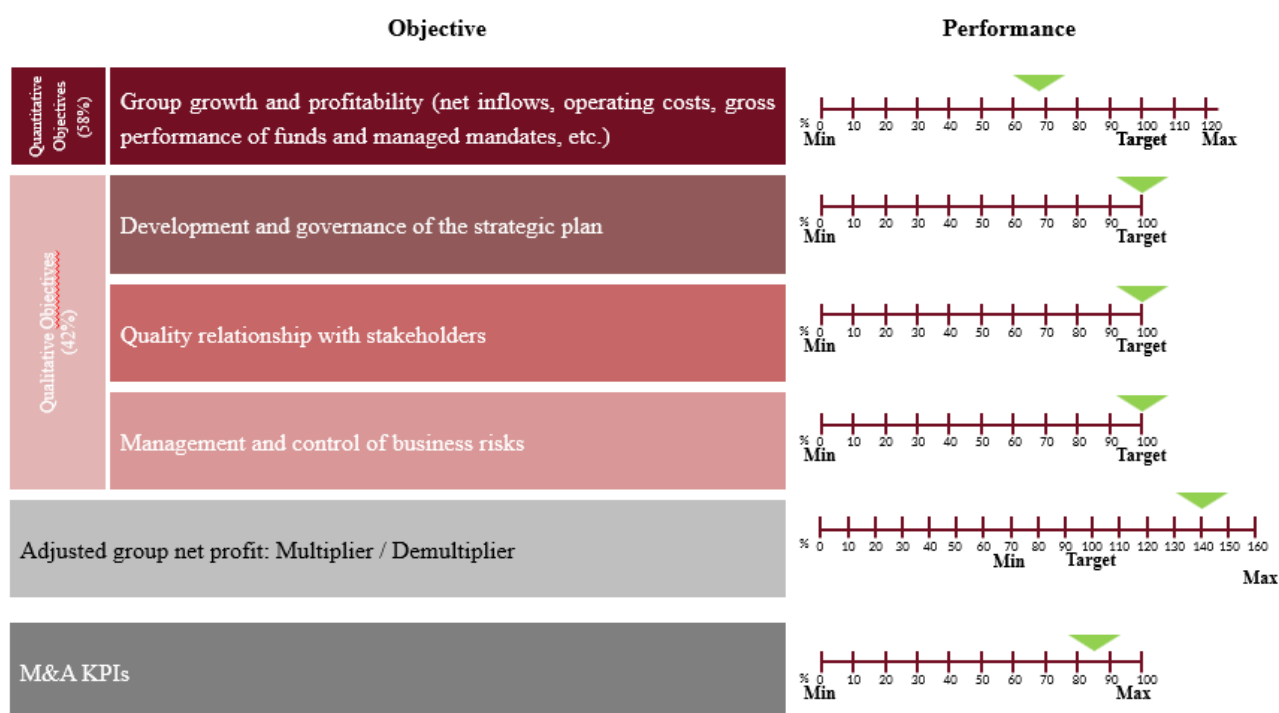 Objective
Performance
Quantitative
Objectives
(58%)
Group growth and profitability (net inflows, operating costs, gross
performance of funds and managed mandates, etc.)
% 0 10 20 30 40 50 60 70 80 90 100 110 120
Min Target Max
Qualitative Objectives
(42%)
Development and governance of the strategic plan
% 0 10 20 30 40 50 60 70 80 90 100
Min Target
Quality relationship with stakeholders
% 0 10 20 30 40 50 60 70 80 90 100
Min Target
Management and control of business risks
% 0 10 20 30 40 50 60 70 80 90 100
Min Target
Adjusted group net profit: Multiplier / Demultiplier
% 0 10 20 30 40 50 60 70 80 90 100 110 120 130 140 150 160
Min Target
Max
M&A KPIs
% 0 10 20 30 40 50 60 70 80 90 100
Min Max